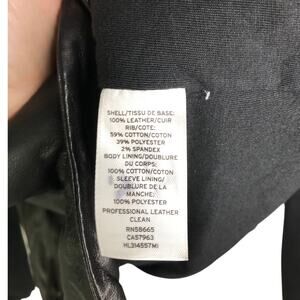 SHELL/TISSU DE BASE:
100% LEATHER/CUIR
RIB/COTE:
59% COTTON/COTON
39% POLYESTER
2% SPANDEX
BODY LINING/DOUBLURE
DU CORPS:
100% COTTON/COTON
SLEEVE LINING/
DOUBLURE DE LA
MANCHE:
100% POLYESTER
PROFESSIONAL LEATHER
CLEAN
RN58665
CA57963
HL314557MI